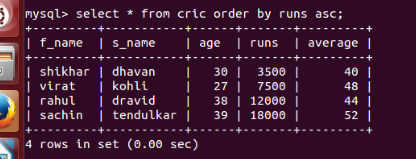 mysql> select * from cric order by runs asc;
+---------+-----------+------+-------+---------+
| f_name  | s_name    | age  | runs  | average |
+---------+-----------+------+-------+---------+
| shikhar | dhavan    |   30 |  3500 |      40 |
| virat   | kohli     |   27 |  7500 |      48 |
| rahul   | dravid    |   38 | 12000 |      44 |
| sachin  | tendulkar |   39 | 18000 |      52 |
+---------+-----------+------+-------+---------+
4 rows in set (0.00 sec)